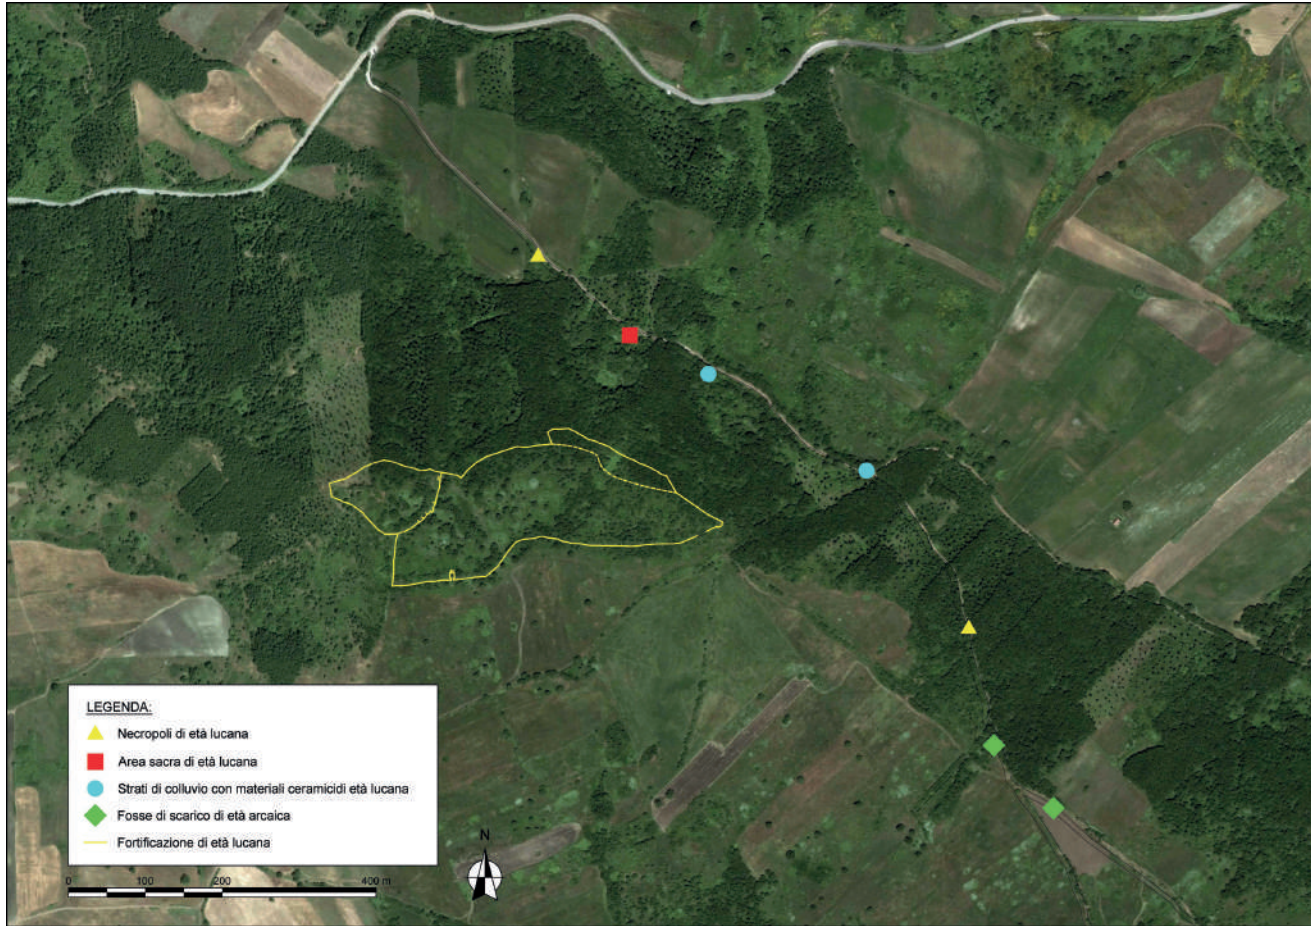 LEGENDA:
Necropoli di età lucana
Area sacra di età lucana
Strati di colluvio con materiali ceramicidi età lucana
Fosse di scarico di età arcaica
Fortificazione di età lucana
N
0 100 200 400 m